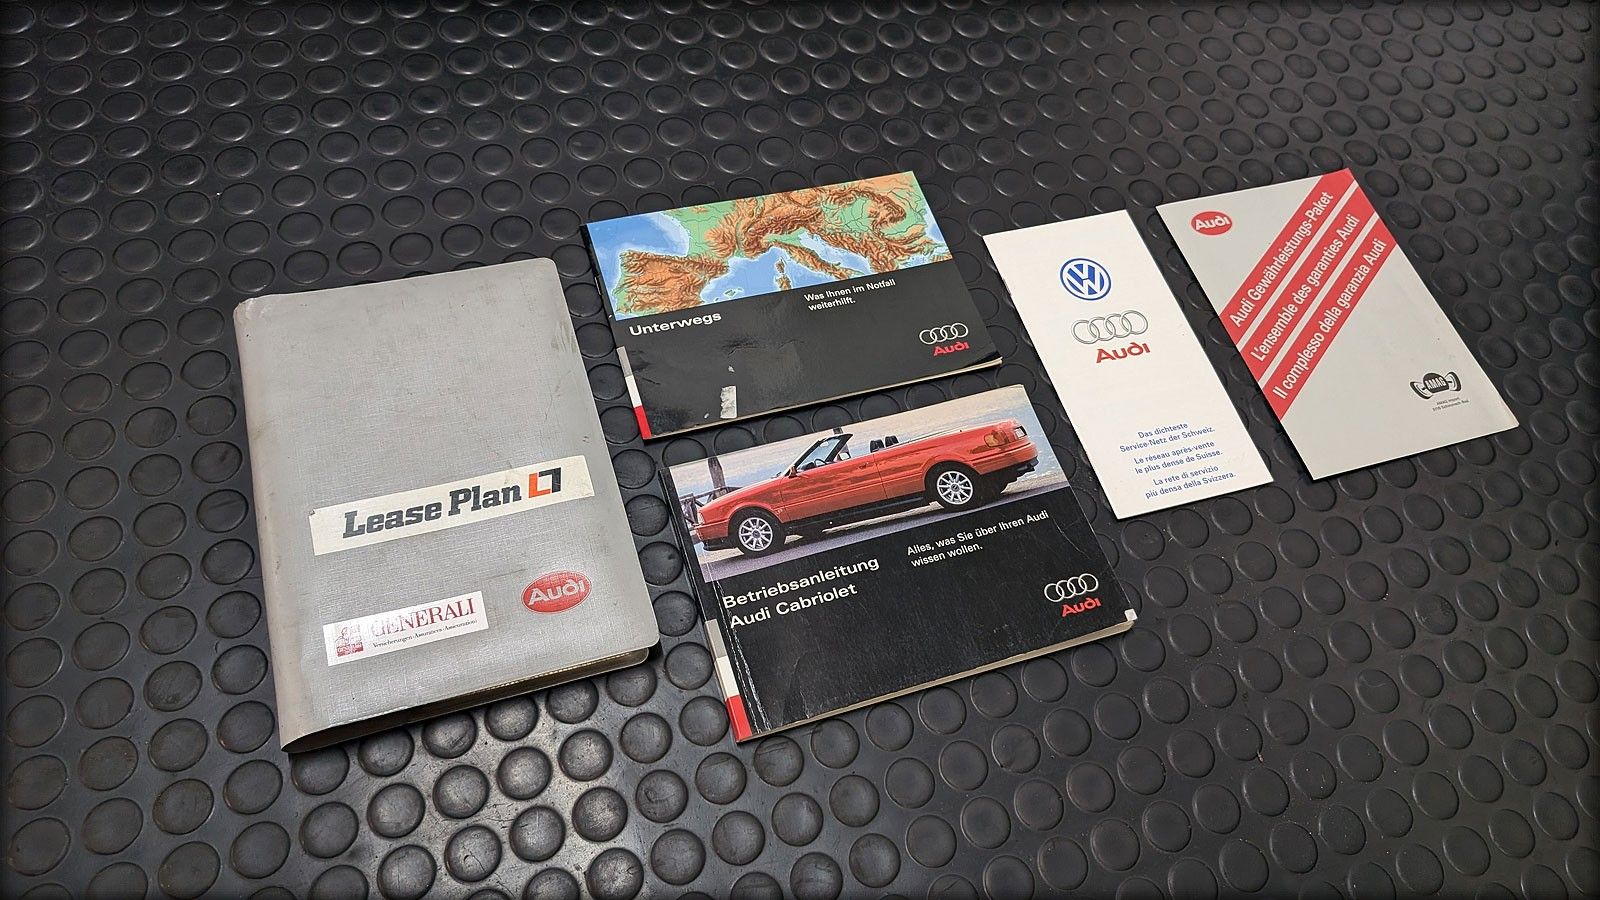 Lease Plan
GENERALI
Versicherungen · Assurances · Assicurazioni
Audi
Unterwegs
Was Ihnen im Notfall
weiterhilft.
Audi
Betriebsanleitung
Audi Cabriolet
Alles, was Sie über Ihren Audi
wissen wollen.
Audi
VW
Audi
Das dichteste
Service-Netz der Schweiz.
Le réseau après-vente
le plus dense de Suisse.
La rete di servizio
più densa della Svizzera.
Audi
Audi Gewährleistungs-Paket
L'ensemble des garanties Audi
Il complesso della garanzia Audi
AMAG